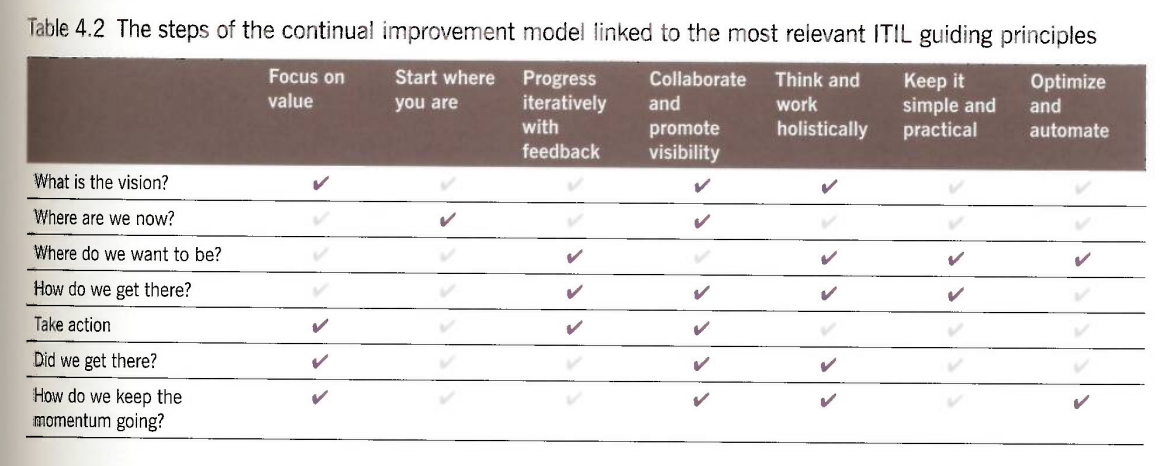 Table 4.2 The steps of the continual improvement model linked to the most relevant ITIL guiding principles
Focus on value
Start where you are
Progress iteratively with feedback
Collaborate and promote visibility
Think and work holistically
Keep it simple and practical
Optimize and automate
What is the vision? ✔ ✔ ✔ ✔ ✔ ✔ ✔
Where are we now? ✔ ✔ ✔ ✔ ✔ ✔ ✔
Where do we want to be? ✔ ✔ ✔ ✔ ✔ ✔ ✔
How do we get there? ✔ ✔ ✔ ✔ ✔ ✔ ✔
Take action ✔ ✔ ✔ ✔ ✔ ✔ ✔
Did we get there? ✔ ✔ ✔ ✔ ✔ ✔ ✔
How do we keep the
momentum going? ✔ ✔ ✔ ✔ ✔ ✔ ✔